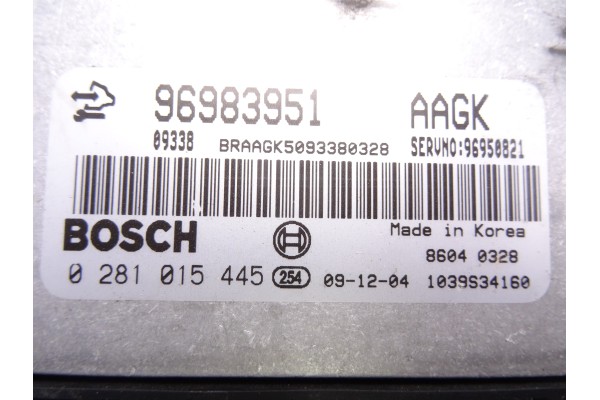 96983951 AAGK
09338 BRAAGK5093380328 SERVNO:96950821
Made in Korea
BOSCH
8604 0328
0 281 015 445 254 09-12-04 1039S34160